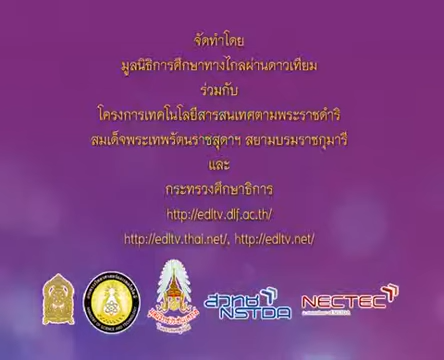 จัดทำโดย
มูลนิธิการศึกษาทางไกลผ่านดาวเทียม
ร่วมกับ
โครงการเทคโนโลยีสารสนเทศตามพระราชดำริ
สมเด็จพระเทพรัตนราชสุดาฯ สยามบรมราชกุมารี
และ
กระทรวงศึกษาธิการ
http://edltv.dlf.ac.th/
http://edltv.thai.net/, http://edltv.net/
สวทช
NSTDA
NECTEC